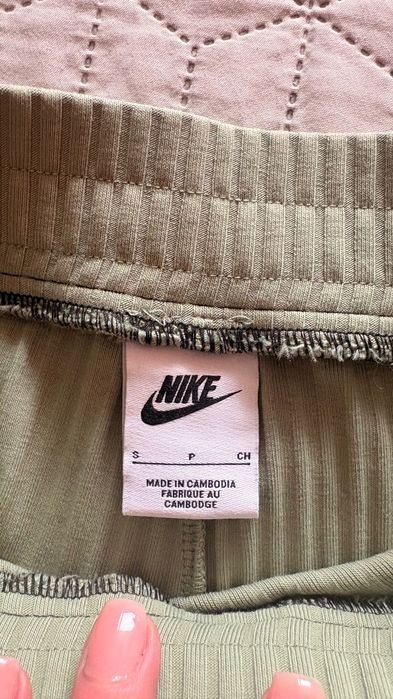 NIKE
S P CH
MADE IN CAMBODIA
FABRIQUE AU
CAMBODGE